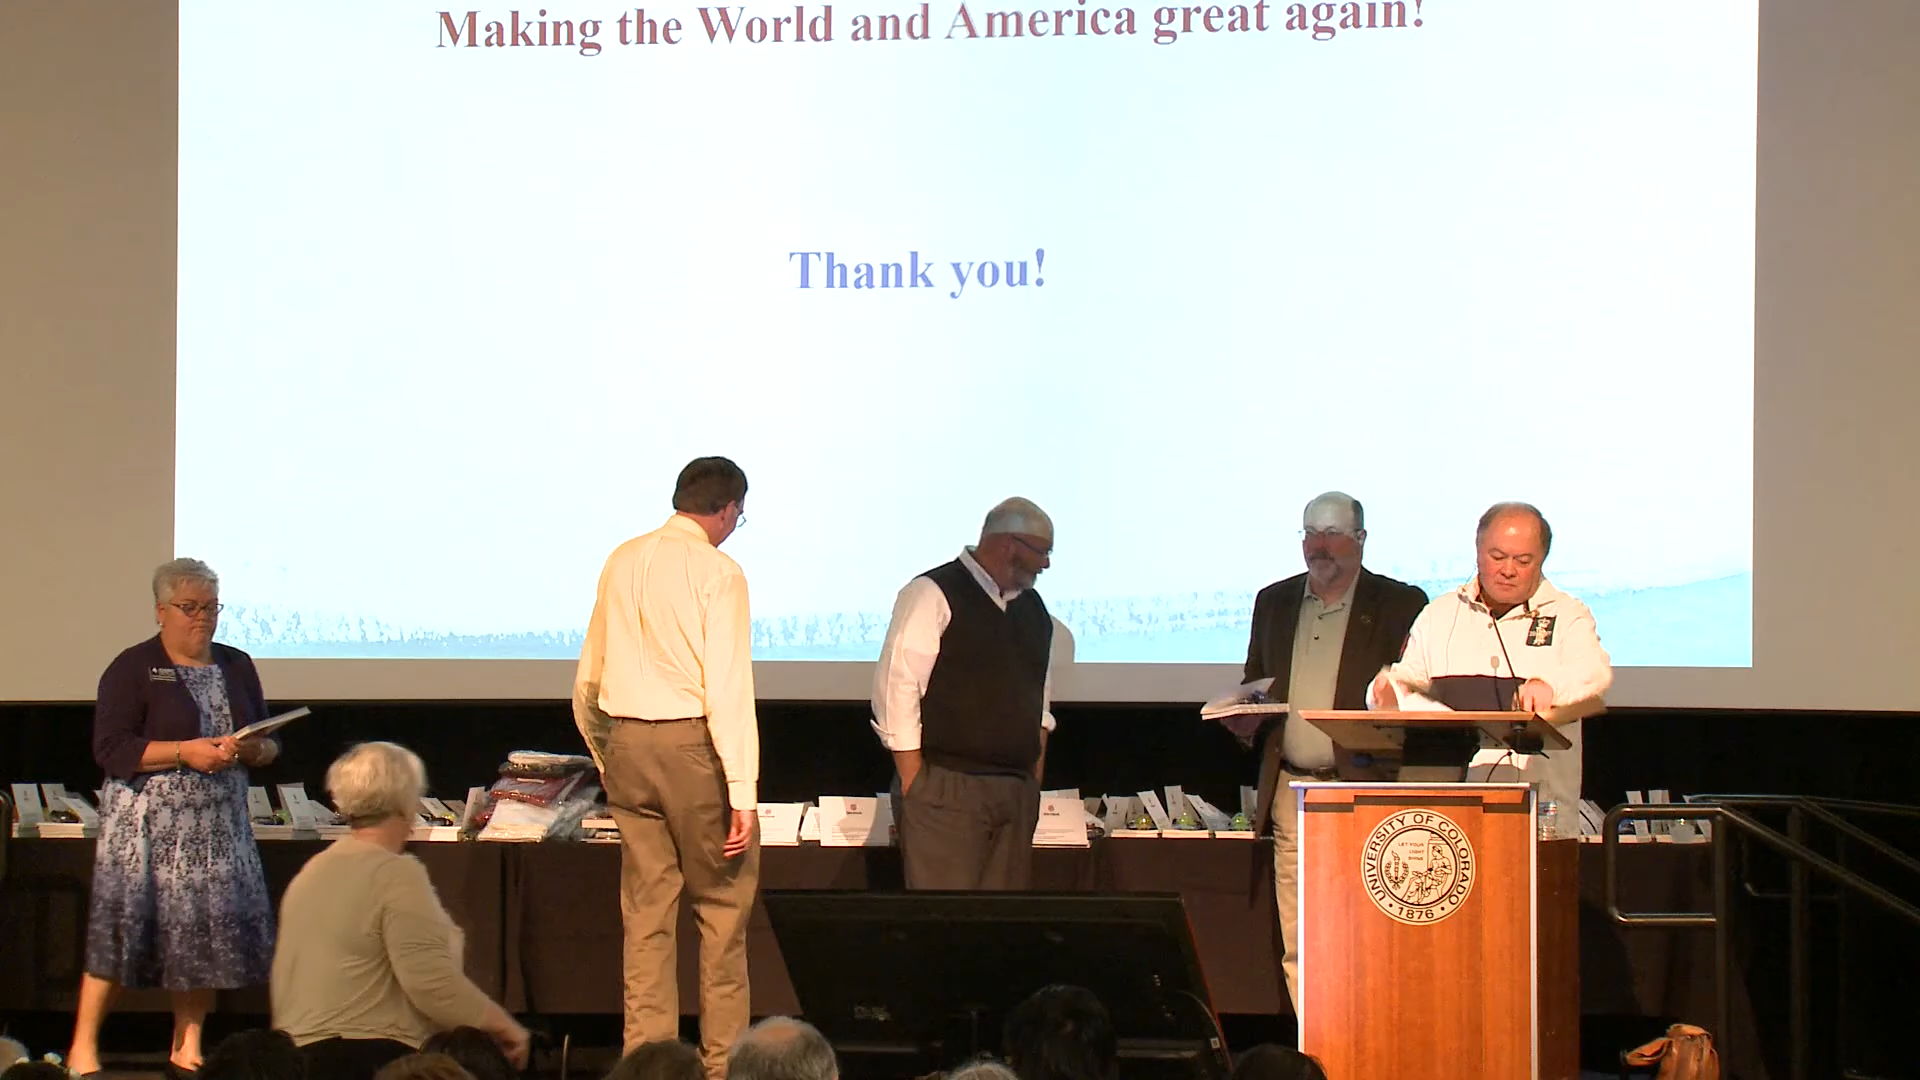 Making the World and America great again!
Thank you!
UNIVERSITY OF COLORADO
LET YOUR
LIGHT
SHINE
• 1876 •